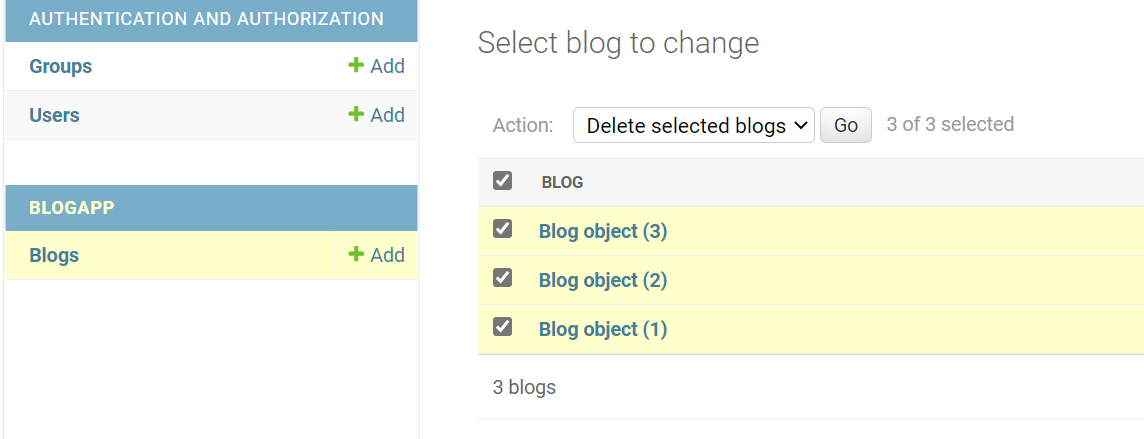 AUTHENTICATION AND AUTHORIZATION
Groups + Add
Users + Add
BLOGAPP
Blogs + Add
Select blog to change
Action: Delete selected blogs Go 3 of 3 selected
BLOG
Blog object (3)
Blog object (2)
Blog object (1)
3 blogs